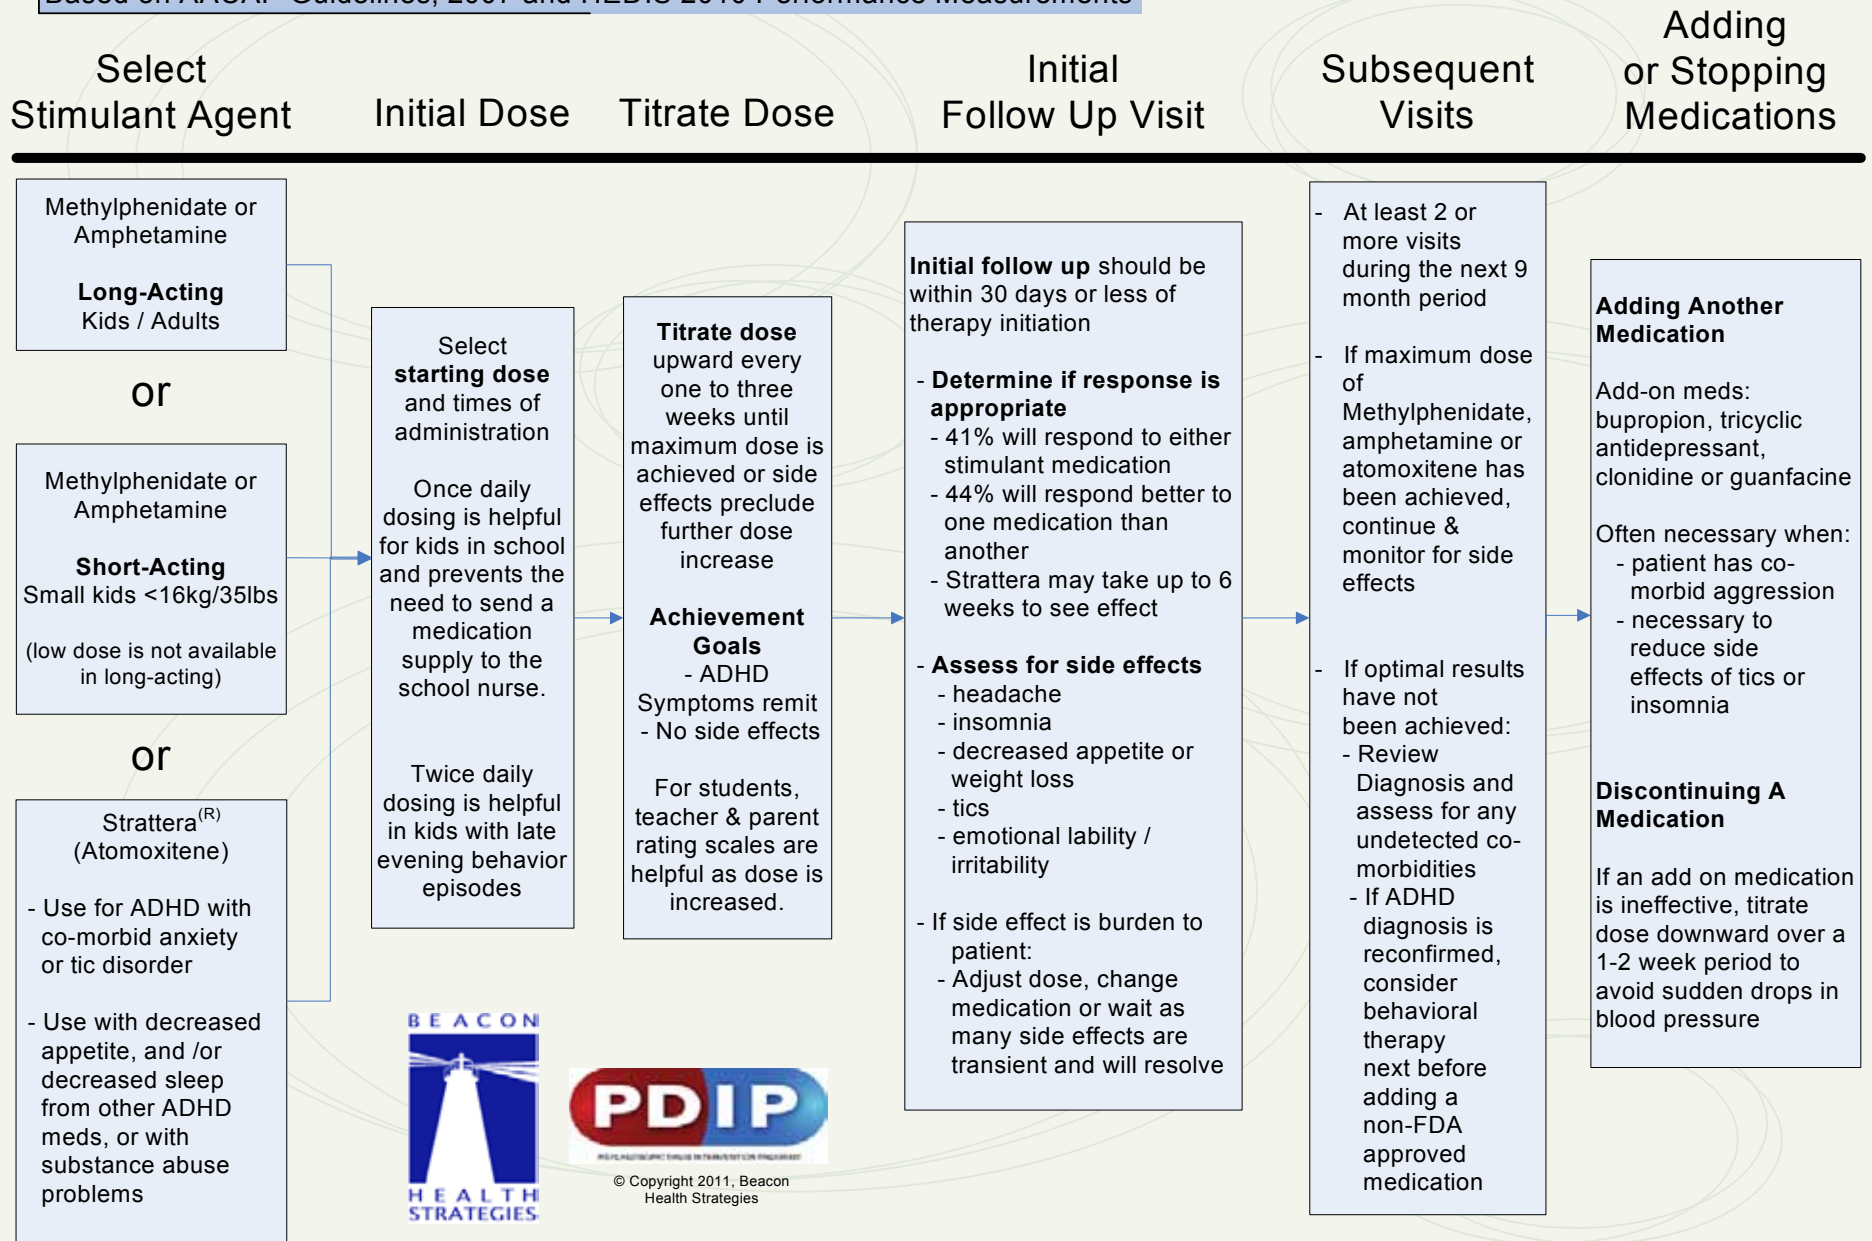 Based on AACAP Guidelines, 2007 and HEDIS 2010 Performance Measurements
Select
Stimulant Agent
Initial Dose
Titrate Dose
Initial
Follow Up Visit
Subsequent
Visits
Adding
or Stopping
Medications
Methylphenidate or
Amphetamine
Long-Acting
Kids / Adults
or
Methylphenidate or
Amphetamine
Short-Acting
Small kids <16kg/35lbs
(low dose is not available
in long-acting)
or
Strattera(R)
(Atomoxitene)
- Use for ADHD with
co-morbid anxiety
or tic disorder
- Use with decreased
appetite, and /or
decreased sleep
from other ADHD
meds, or with
substance abuse
problems
Select
starting dose
and times of
administration
Once daily
dosing is helpful
for kids in school
and prevents the
need to send a
medication
supply to the
school nurse.
Twice daily
dosing is helpful
in kids with late
evening behavior
episodes
Titrate dose
upward every
one to three
weeks until
maximum dose is
achieved or side
effects preclude
further dose
increase
Achievement
Goals
- ADHD
Symptoms remit
- No side effects
For students,
teacher & parent
rating scales are
helpful as dose is
increased.
Initial follow up should be
within 30 days or less of
therapy initiation
- Determine if response is
appropriate
- 41% will respond to either
stimulant medication
- 44% will respond better to
one medication than
another
- Strattera may take up to 6
weeks to see effect
- Assess for side effects
- headache
- insomnia
- decreased appetite or
weight loss
- tics
- emotional lability /
irritability
- If side effect is burden to
patient:
- Adjust dose, change
medication or wait as
many side effects are
transient and will resolve
- At least 2 or
more visits
during the next 9
month period
- If maximum dose
of
Methylphenidate,
amphetamine or
atomoxitene has
been achieved,
continue &
monitor for side
effects
- If optimal results
have not
been achieved:
- Review
Diagnosis and
assess for any
undetected co-
morbidities
- If ADHD
diagnosis is
reconfirmed,
consider
behavioral
therapy
next before
adding a
non-FDA
approved
medication
Adding Another
Medication
Add-on meds:
bupropion, tricyclic
antidepressant,
clonidine or guanfacine
Often necessary when:
- patient has co-
morbid aggression
- necessary to
reduce side
effects of tics or
insomnia
Discontinuing A
Medication
If an add on medication
is ineffective, titrate
dose downward over a
1-2 week period to
avoid sudden drops in
blood pressure
BEACON
HEALTH
STRATEGIES
PDIP
© Copyright 2011, Beacon
Health Strategies